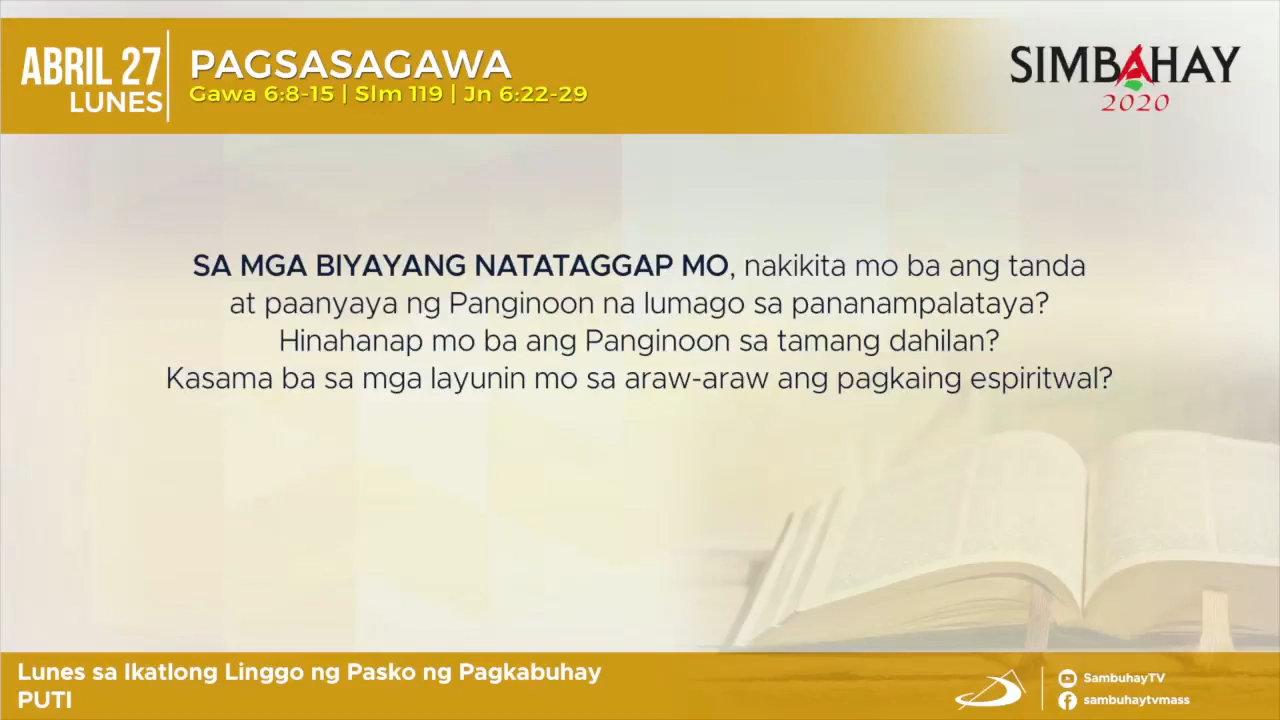 ABRIL 27
LUNES
PAGSASAGAWA
Gawa 6:8-15 | Slm 119 | Jn 6:22-29
SIMBAHAY
2020
SA MGA BIYAYANG NATATAGGAP MO, nakikita mo ba ang tanda
at paanyaya ng Panginoon na lumago sa pananampalataya?
Hinahanap mo ba ang Panginoon sa tamang dahilan?
Kasama ba sa mga layunin mo sa araw-araw ang pagkaing espiritwal?
Lunes sa Ikatlong Linggo ng Pasko ng Pagkabuhay
PUTI
SambuhayTV
sambuhaytvmass